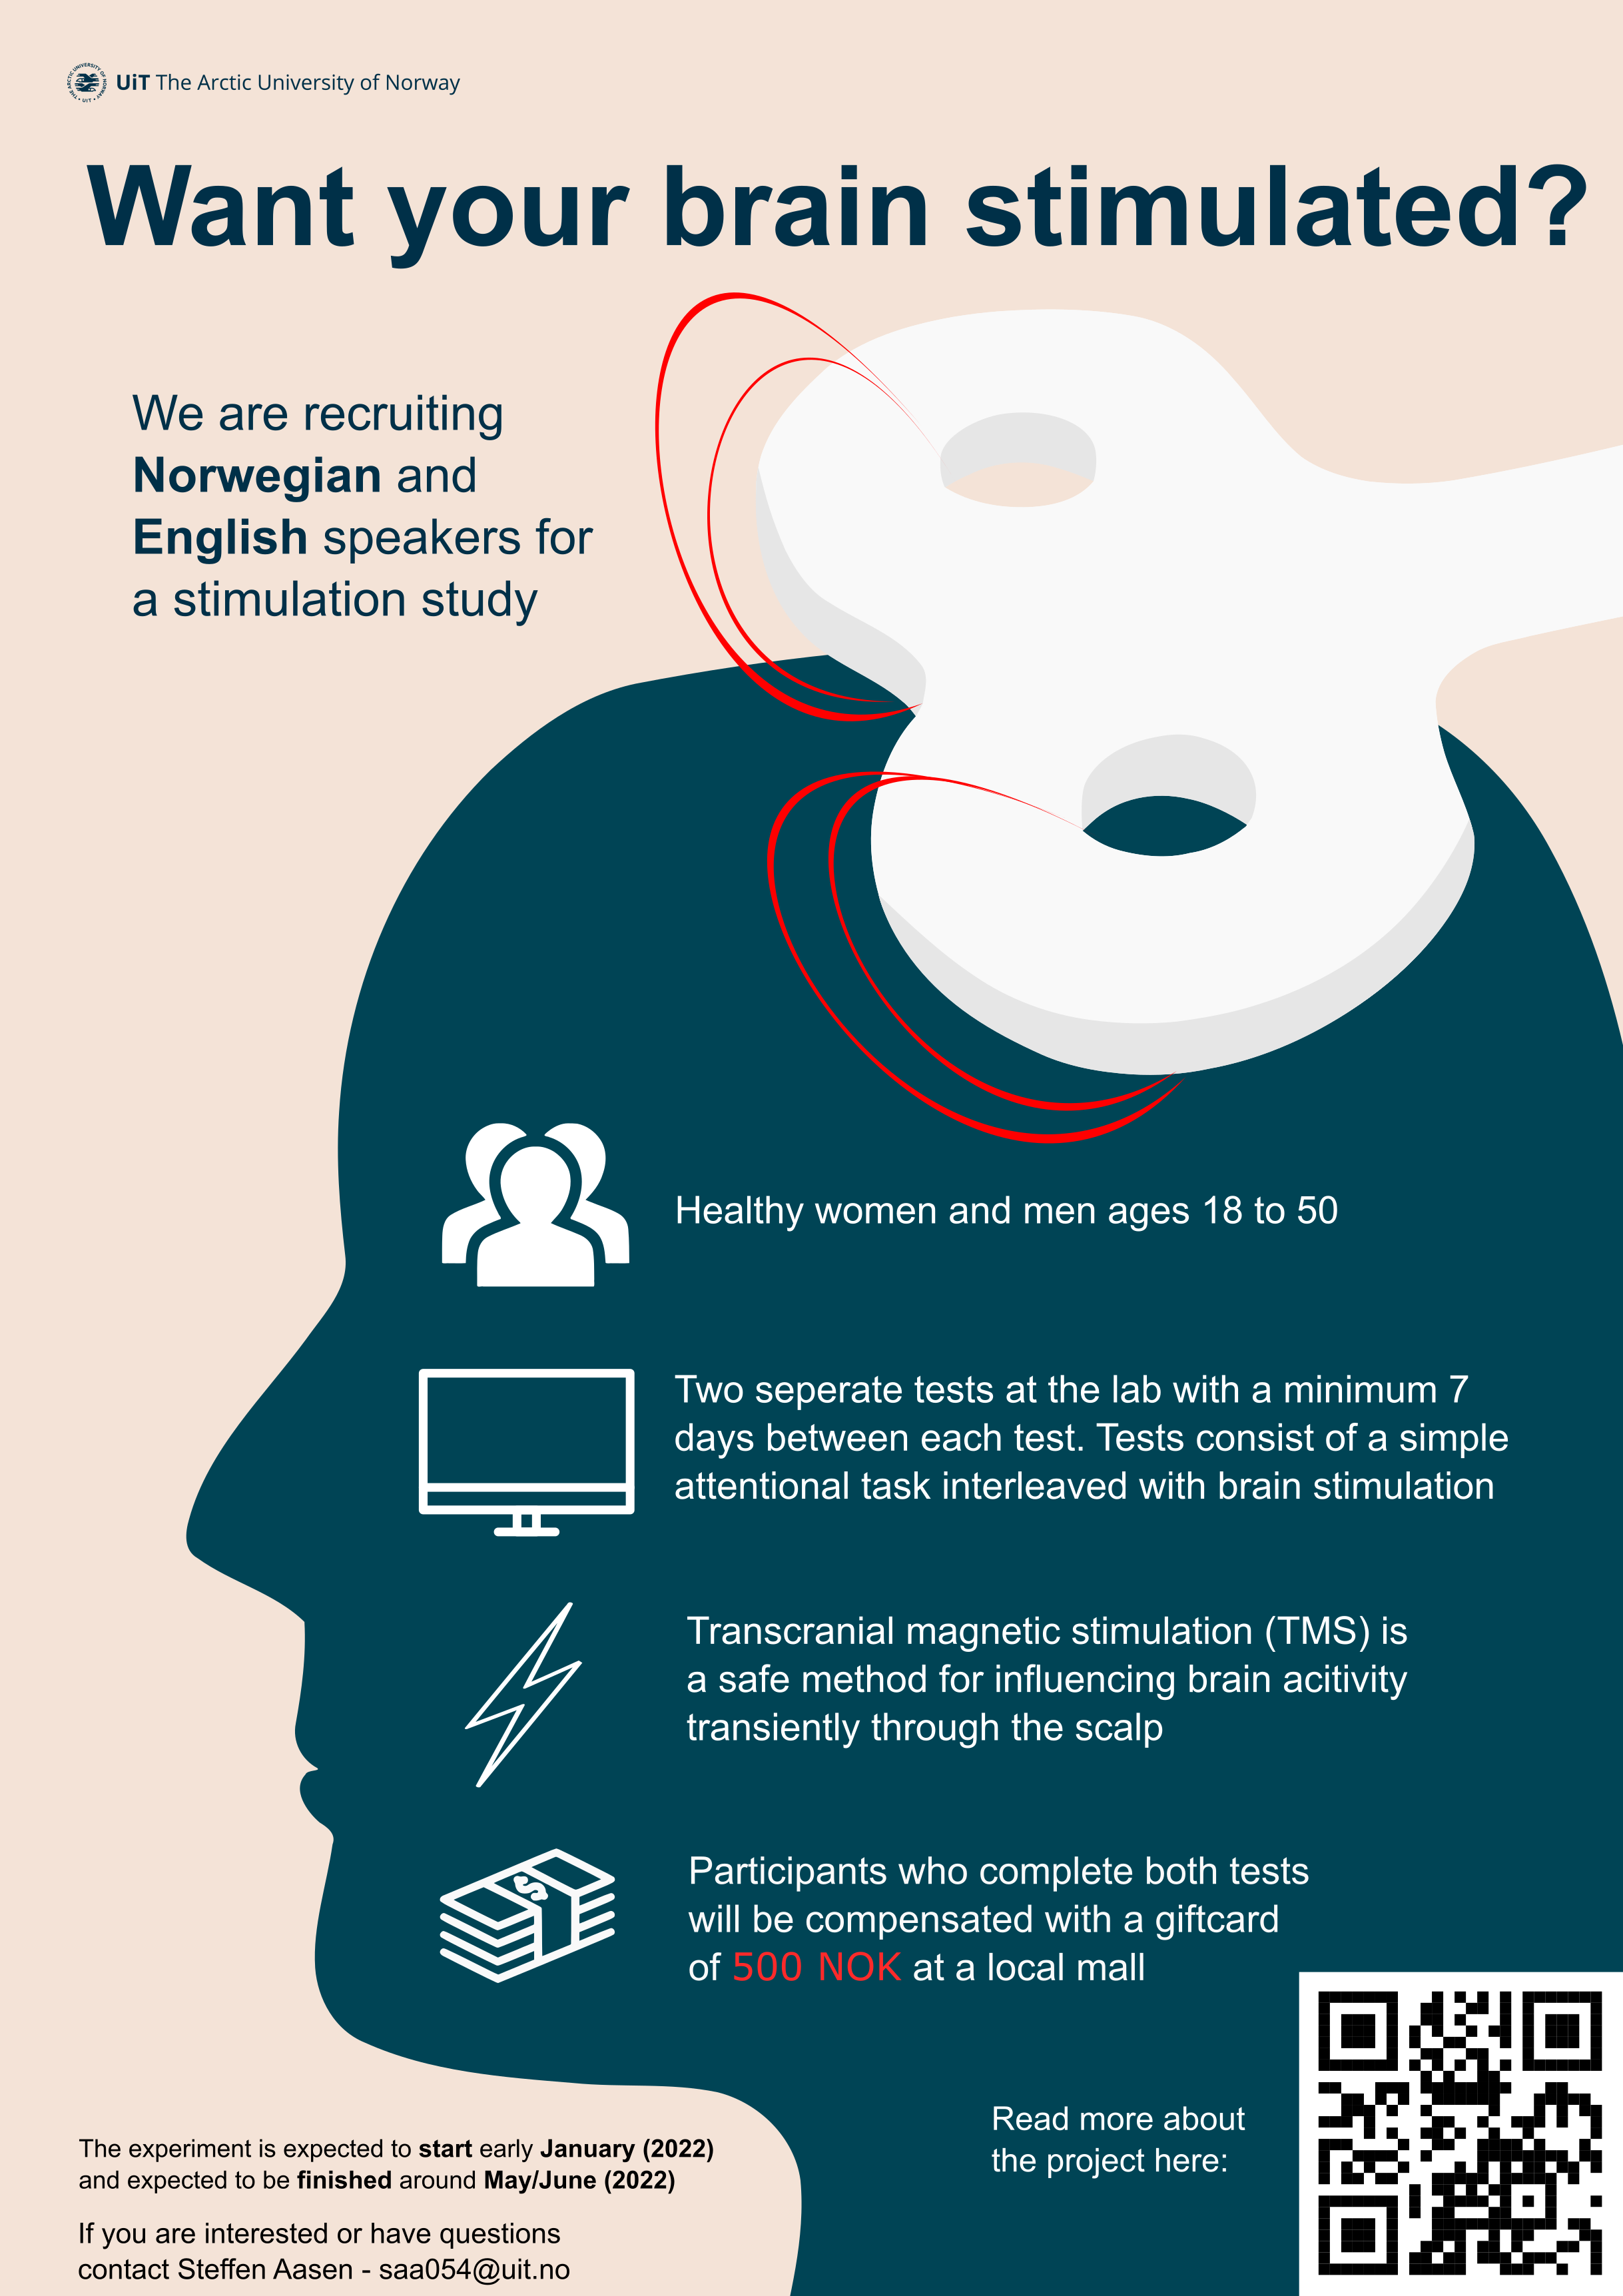 UiT The Arctic University of Norway
Want your brain stimulated?
We are recruiting
Norwegian and
English speakers for
a stimulation study
Healthy women and men ages 18 to 50
Two seperate tests at the lab with a minimum 7
days between each test. Tests consist of a simple
attentional task interleaved with brain stimulation
Transcranial magnetic stimulation (TMS) is
a safe method for influencing brain acitivity
transiently through the scalp
Participants who complete both tests
will be compensated with a giftcard
of 500 NOK at a local mall
Read more about
the project here:
The experiment is expected to start early January (2022)
and expected to be finished around May/June (2022)
If you are interested or have questions
contact Steffen Aasen - saa054@uit.no